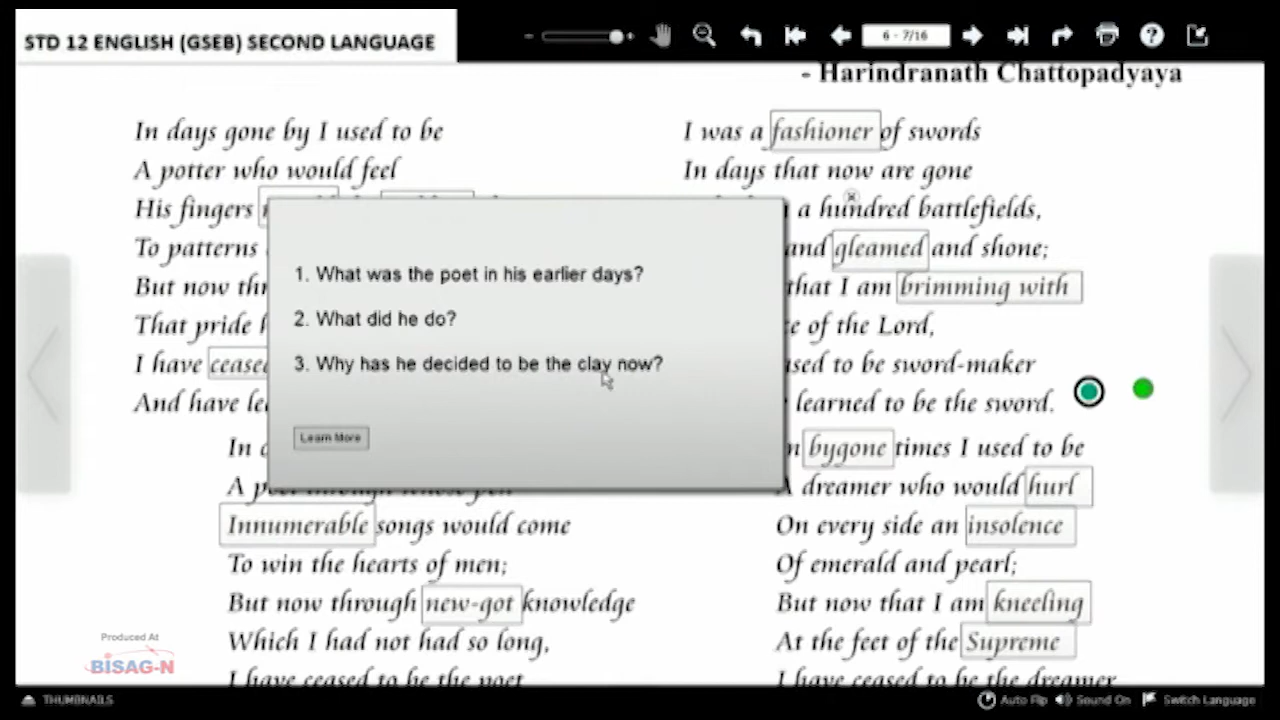 STD 12 ENGLISH (GSEB) SECOND LANGUAGE
6 - 7/16
- Harindranath Chattopadyaya
In days gone by I used to be
A potter who would feel
His fingers
To patterns
But now thr
That pride h
I have ceased
And have lea
In d
A poet through whose pen
Innumerable songs would come
To win the hearts of men;
But now through new-got knowledge
Which I had not had so long,
I have ceased to be the poet
I was a fashioner of swords
In days that now are gone
a hundred battlefields,
and gleamed and shone;
that I am brimming with
of the Lord,
used to be sword-maker
learned to be the sword.
bygone times I used to be
A dreamer who would hurl
On every side an insolence
Of emerald and pearl;
But now that I am kneeling
At the feet of the Supreme
I have ceased to be the dreamer
1. What was the poet in his earlier days?
2. What did he do?
3. Why has he decided to be the clay now?
Learn More
Produced At
BISAG-N
THUMBNAILS
Auto Flip Sound On Switch Language